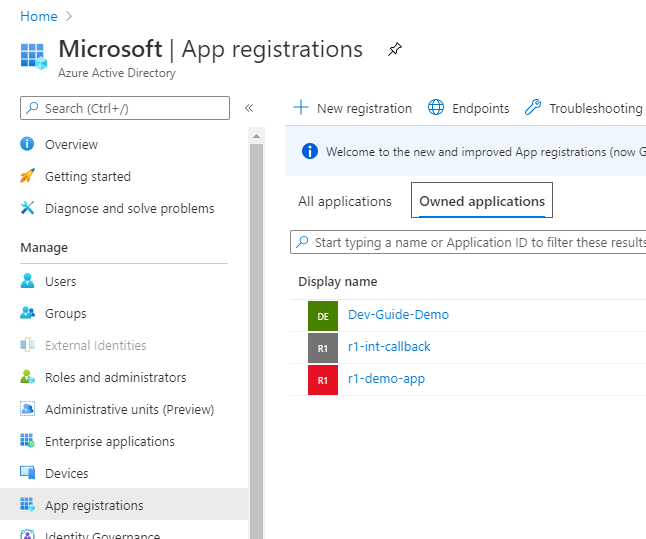 Home
Microsoft | App registrations
Azure Active Directory
Search (Ctrl+/)
Overview
Getting started
Diagnose and solve problems
Manage
Users
Groups
External Identities
Roles and administrators
Administrative units (Preview)
Enterprise applications
Devices
App registrations
Identity Governance
New registration Endpoints Troubleshooting
Welcome to the new and improved App registrations (now G
All applications Owned applications
Start typing a name or Application ID to filter these results
Display name
DE Dev-Guide-Demo
R1 r1-int-callback
R1 r1-demo-app